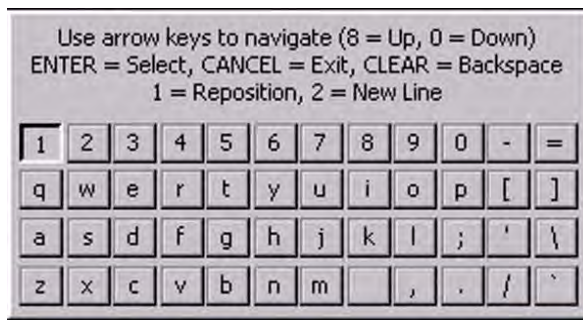 Use arrow keys to navigate (8 = Up, 0 = Down)
ENTER = Select, CANCEL = Exit, CLEAR = Backspace
1 = Reposition, 2 = New Line
1 2 3 4 5 6 7 8 9 0 - =
q w e r t y u i o p [ ]
a s d f g h j k l ; ' \
z x c v b n m , . / `